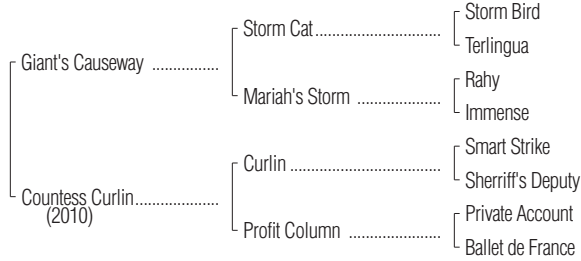 Storm Bird
Storm Cat
Terlingua
Giant's Causeway
Rahy
Mariah's Storm
Immense
Smart Strike
Curlin
Sherriff's Deputy
Countess Curlin
(2010)
Private Account
Profit Column
Ballet de France